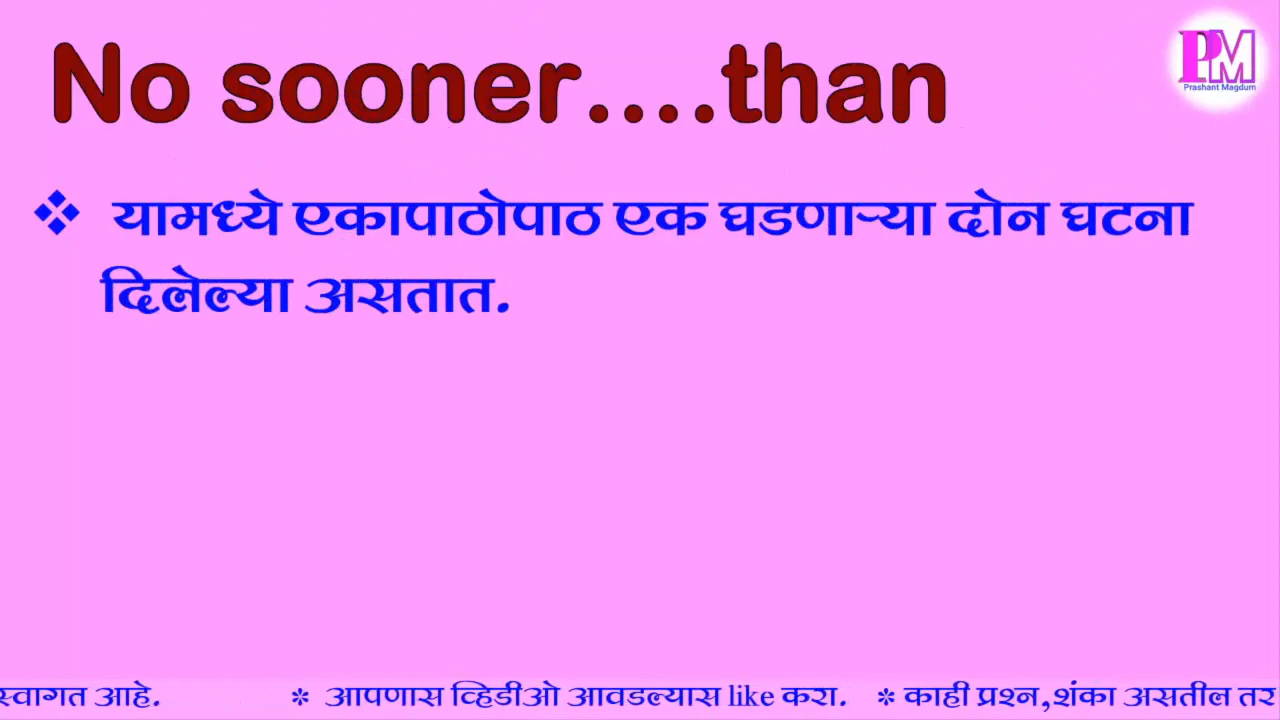 No sooner....than
PM
Prashant Magdum
❖ यामध्ये एकापाठोपाठ एक घडणाऱ्या दोन घटना
दिलेल्या असतात.
स्वागत आहे. * आपणास व्हिडीओ आवडल्यास like करा. * काही प्रश्न,शंका असतील तर